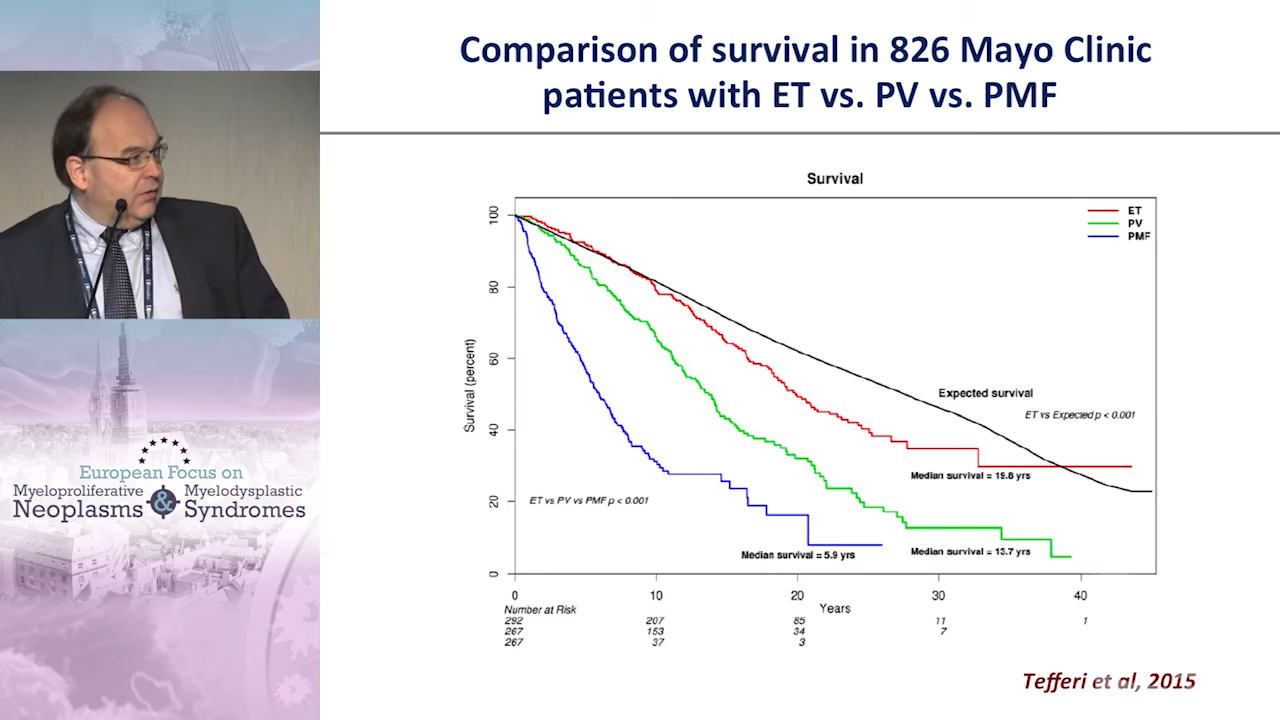 Comparison of survival in 826 Mayo Clinic
patients with ET vs. PV vs. PMF
Survival
ET
PV
PMF
100
80
60
40
20
0
Survival (percent)
Expected survival
ET vs Expected p < 0.001
Median survival = 19.8 yrs
ET vs PV vs PMF p < 0.001
Median survival = 5.9 yrs
Median survival = 13.7 yrs
0 10 20 30 40
Years
Number at Risk
292 207 85 11 1
267 153 34 7
267 37 3
Tefferi et al, 2015
European Focus on
Myeloproliferative & Myelodysplastic
Neoplasms Syndromes